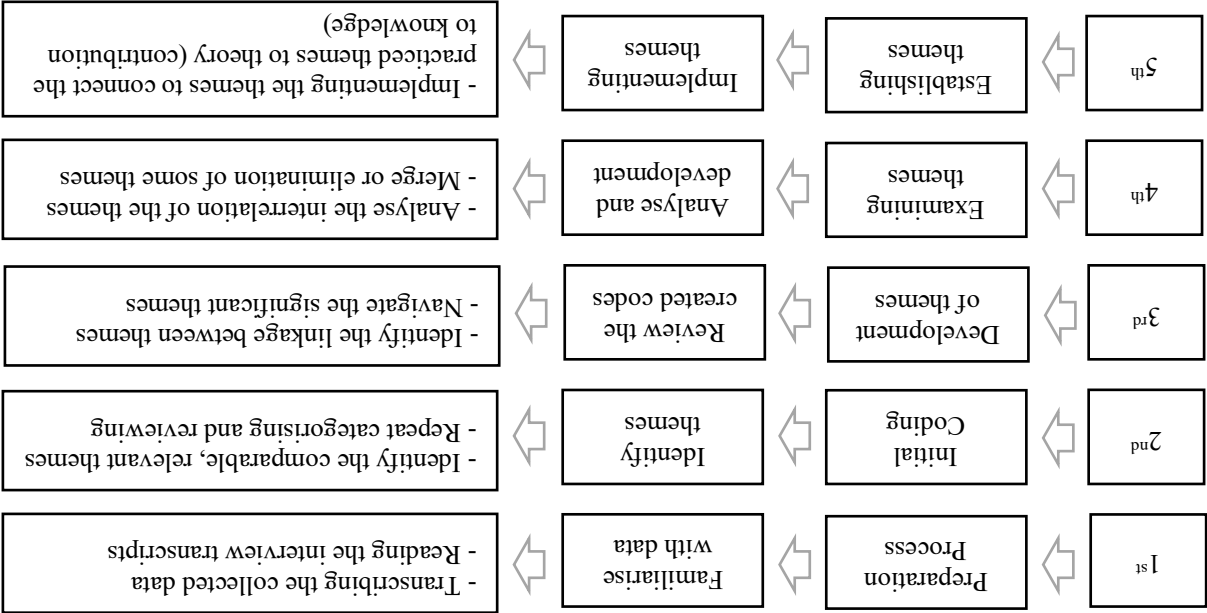 1st
Preparation
Process
Familiarise
with data
- Transcribing the collected data
- Reading the interview transcripts
2nd
Initial
Coding
Identify
themes
- Identify the comparable, relevant themes
- Repeat categorising and reviewing
3rd
Development
of themes
Review the
created codes
- Identify the linkage between themes
- Navigate the significant themes
4th
Examining
themes
Analyse and
development
- Analyse the interrelation of the themes
- Merge or elimination of some themes
5th
Establishing
themes
Implementing
themes
- Implementing the themes to connect the
practiced themes to theory (contribution
to knowledge)